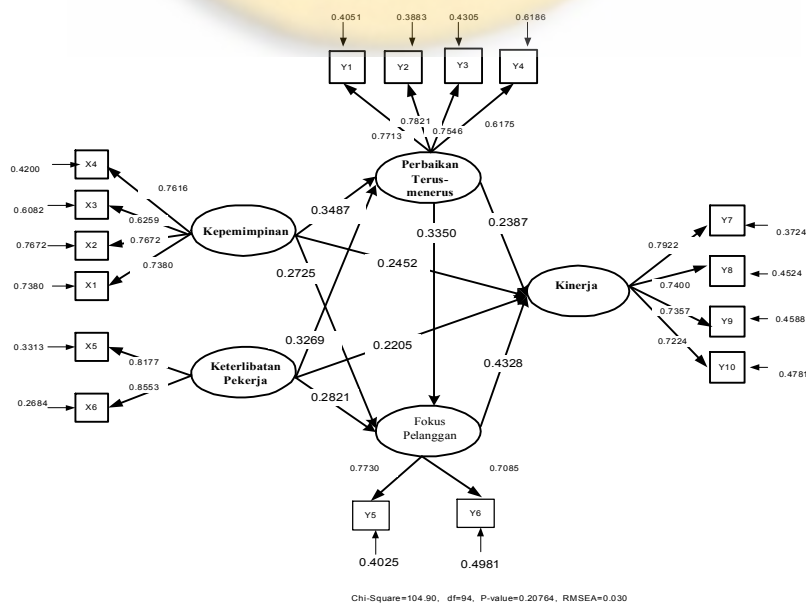 0.4051 0.3883 0.4305 0.6186
Y1 Y2 Y3 Y4
0.7713 0.7821 0.7546 0.6175
Perbaikan
Terus-
menerus
0.4200 X4 0.7616
0.6082 X3 0.6259
0.7672 X2 0.7672
0.7380 X1 0.7380
Kepemimpinan
0.3487
0.2725
0.2452
0.3350
0.2387
0.3313 X5 0.8177
0.2684 X6 0.8553
Keterlibatan
Pekerja
0.3269
0.2205
0.2821
0.4328
Kinerja
0.7922 Y7 0.3724
0.7400 Y8 0.4524
0.7357 Y9 0.4588
0.7224 Y10 0.4781
Fokus
Pelanggan
0.7730 0.7085
Y5 Y6
0.4025 0.4981
Chi-Square=104.90, df=94, P-value=0.20764, RMSEA=0.030